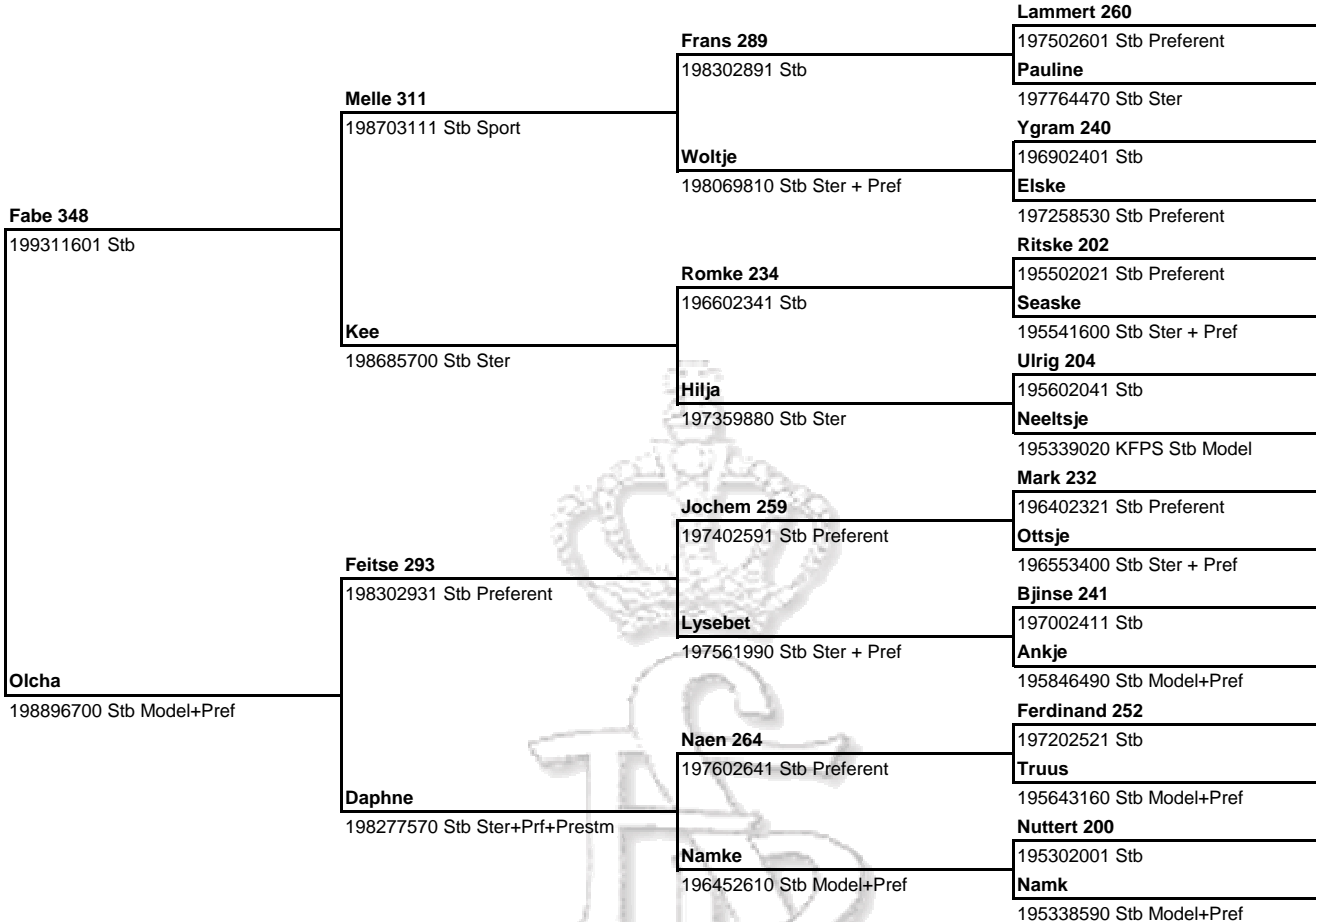 Lammert 260
Frans 289
197502601 Stb Preferent
198302891 Stb
Pauline
Melle 311
197764470 Stb Ster
198703111 Stb Sport
Ygram 240
Woltje
196902401 Stb
198069810 Stb Ster + Pref
Elske
Fabe 348
197258530 Stb Preferent
199311601 Stb
Ritske 202
Romke 234
195502021 Stb Preferent
196602341 Stb
Seaske
Kee
195541600 Stb Ster + Pref
198685700 Stb Ster
Ulrig 204
Hilja
195602041 Stb
197359880 Stb Ster
Neeltsje
195339020 KFPS Stb Model
Mark 232
Jochem 259
196402321 Stb Preferent
197402591 Stb Preferent
Ottsje
Feitse 293
196553400 Stb Ster + Pref
198302931 Stb Preferent
Bjinse 241
Lysebet
197002411 Stb
197561990 Stb Ster + Pref
Ankje
Olcha
195846490 Stb Model+Pref
198896700 Stb Model+Pref
Ferdinand 252
Naen 264
197202521 Stb
197602641 Stb Preferent
Truus
Daphne
195643160 Stb Model+Pref
198277570 Stb Ster+Prf+Prestm
Nuttert 200
Namke
195302001 Stb
196452610 Stb Model+Pref
Namk
195338590 Stb Model+Pref